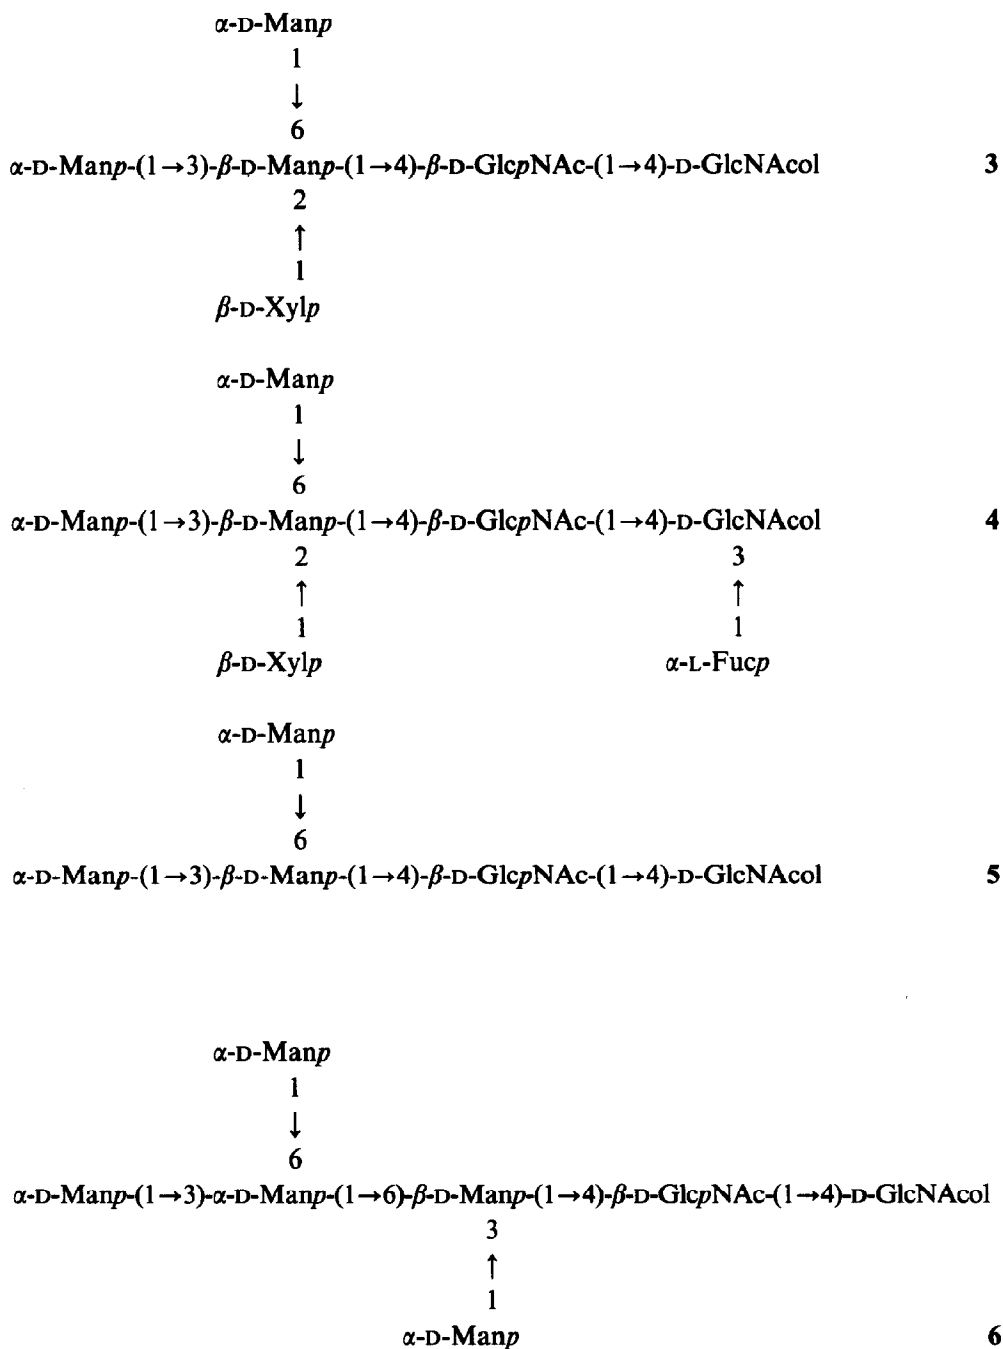 α-D-Manp
1
↓
6
α-D-Manp-(1→3)-β-D-Manp-(1→4)-β-D-GlcpNAc-(1→4)-D-GlcNAcol 3
2
↑
1
β-D-Xylp
α-D-Manp
1
↓
6
α-D-Manp-(1→3)-β-D-Manp-(1→4)-β-D-GlcpNAc-(1→4)-D-GlcNAcol 4
2 3
↑ ↑
1 1
β-D-Xylp α-L-Fucp
α-D-Manp
1
↓
6
α-D-Manp-(1→3)-β-D-Manp-(1→4)-β-D-GlcpNAc-(1→4)-D-GlcNAcol 5
α-D-Manp
1
↓
6
α-D-Manp-(1→3)-α-D-Manp-(1→6)-β-D-Manp-(1→4)-β-D-GlcpNAc-(1→4)-D-GlcNAcol
3
↑
1
α-D-Manp 6